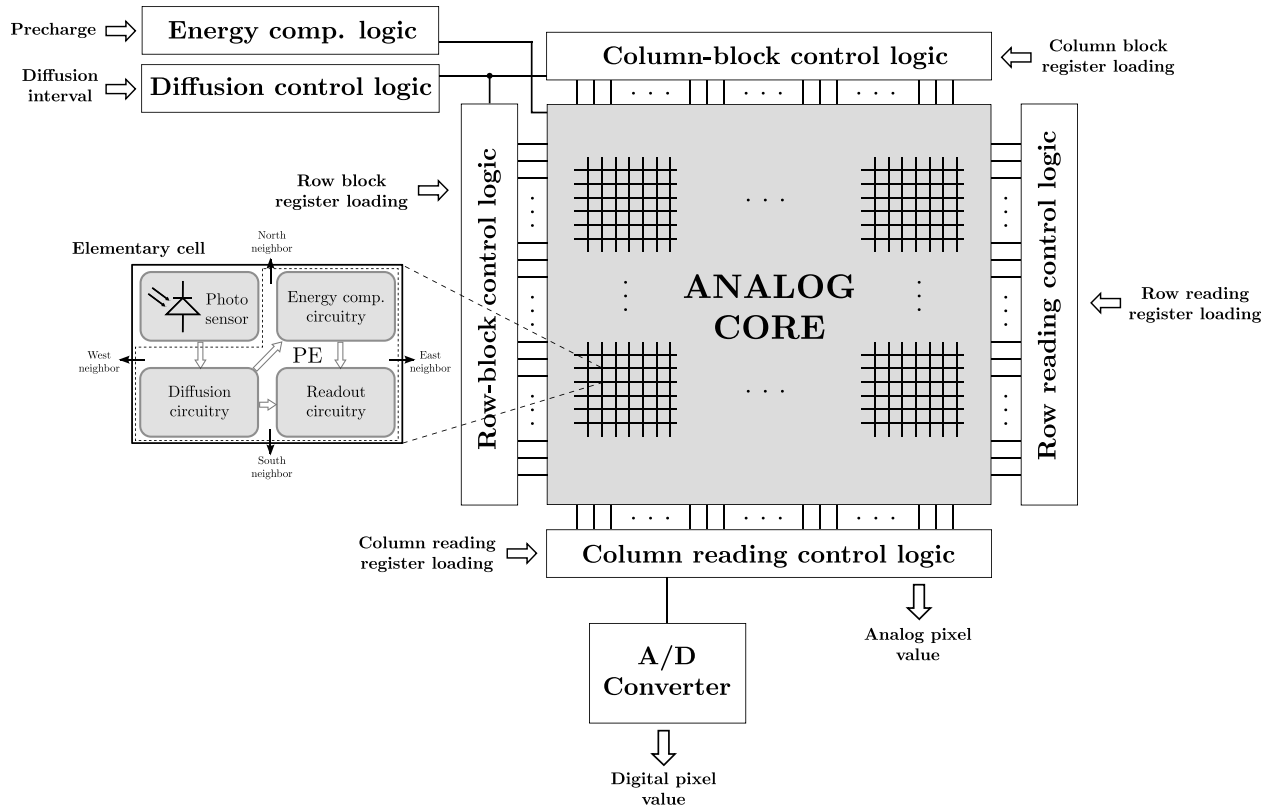 Precharge
Energy comp. logic
Diffusion
interval
Diffusion control logic
Column-block control logic
Column block
register loading
Row block
register loading
Row-block control logic
Row reading control logic
Row reading
register loading
ANALOG
CORE
Elementary cell
North
neighbor
Photo
sensor
Energy comp.
circuitry
West
neighbor
PE
East
neighbor
Diffusion
circuitry
Readout
circuitry
South
neighbor
Column reading
register loading
Column reading control logic
A/D
Converter
Analog pixel
value
Digital pixel
value